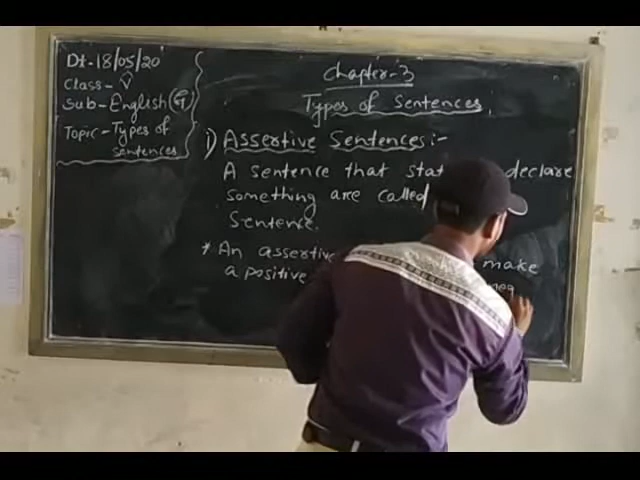 Dt-18/05/20
Class- V
Sub-English(G)
Topic-Types of
sentences
Chapter-3
Types of Sentences
i) Assertive Sentences:-
A sentence that stat declare
something are called
Sentence.
* An assertive make
a positive neg